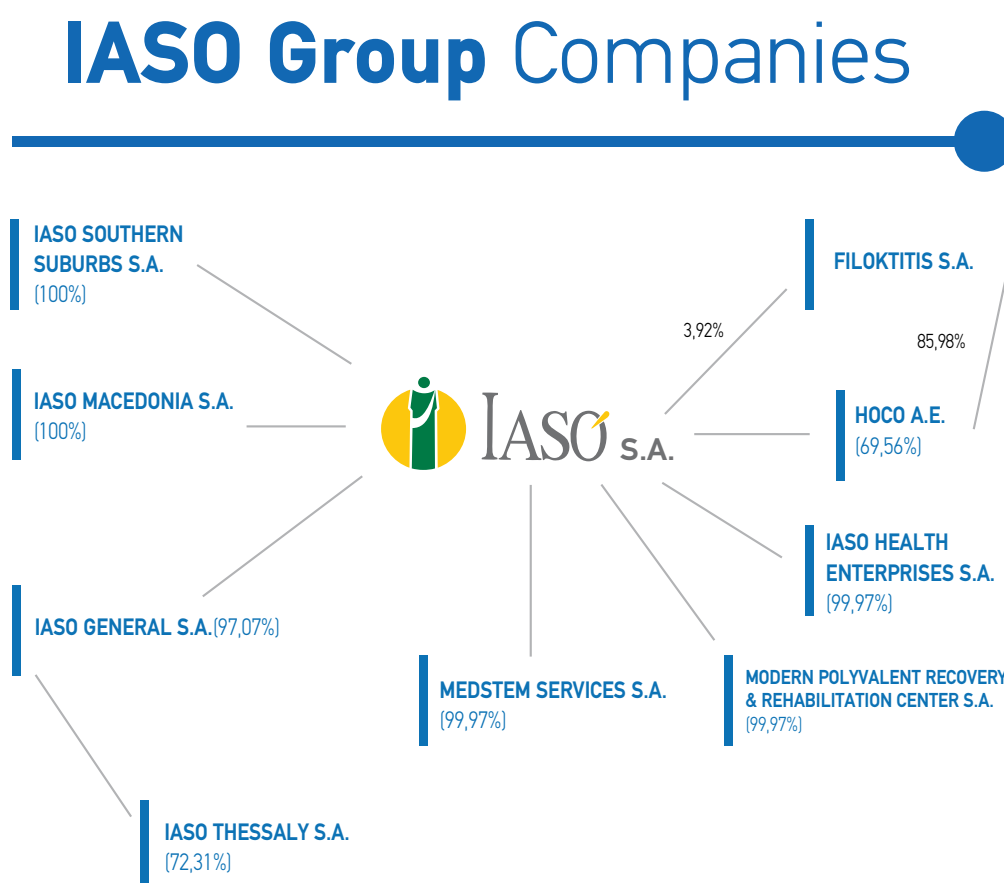 IASO Group Companies
IASO SOUTHERN
SUBURBS S.A.
(100%)
FILOKTITIS S.A.
3,92%
85,98%
IASO MACEDONIA S.A.
(100%)
IASO S.A.
HOCO A.E.
(69,56%)
IASO HEALTH
ENTERPRISES S.A.
(99,97%)
IASO GENERAL S.A.(97,07%)
MEDSTEM SERVICES S.A.
(99,97%)
MODERN POLYVALENT RECOVERY
& REHABILITATION CENTER S.A.
(99,97%)
IASO THESSALY S.A.
(72,31%)